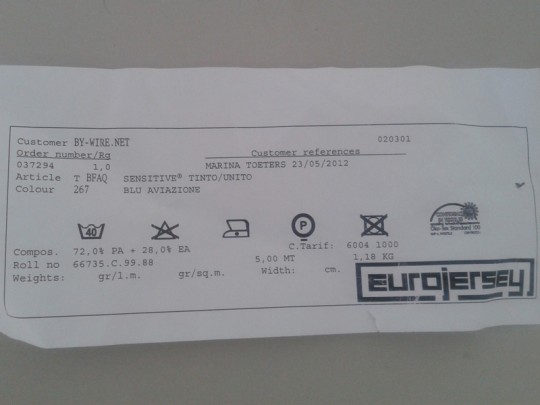 Customer BY-WIRE.NET 020301
Order number/Rg Customer references
037294 1,0 MARINA TOETERS 23/05/2012
Article T BFAQ SENSITIVE® TINTO/UNITO
Colour 267 BLU AVIAZIONE
40 P
C.Tarif: 6004 1000
Compos. 72,0% PA + 28,0% EA
Roll no 66735.C.99.88 5,00 MT 1,18 KG
Weights: gr/l.m. gr/sq.m. Width: cm.
eurojersey